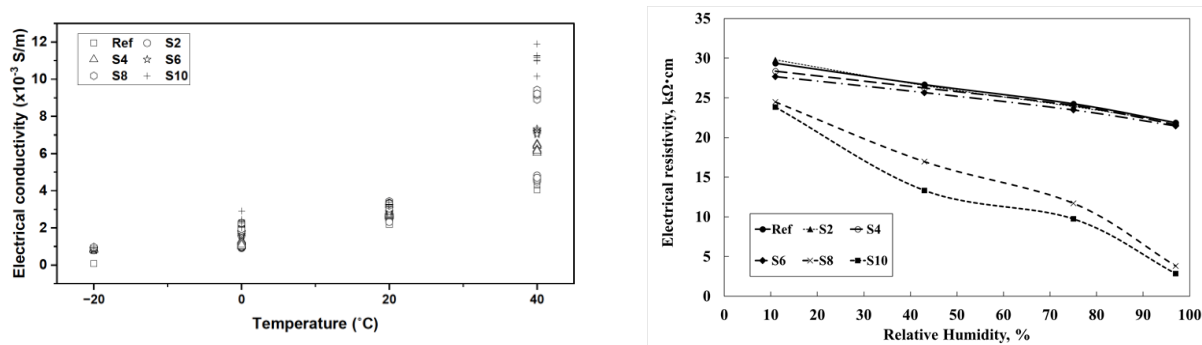 Electrical conductivity (x10⁻³ S/m)
12
10
8
6
4
2
0
Ref S2
S4 S6
S8 S10
−20 0 20 40
Temperature (˚C)
Electrical resistivity, kΩ•cm
35
30
25
20
15
10
5
0
Ref S2 S4
S6 S8 S10
0 10 20 30 40 50 60 70 80 90 100
Relative Humidity, %